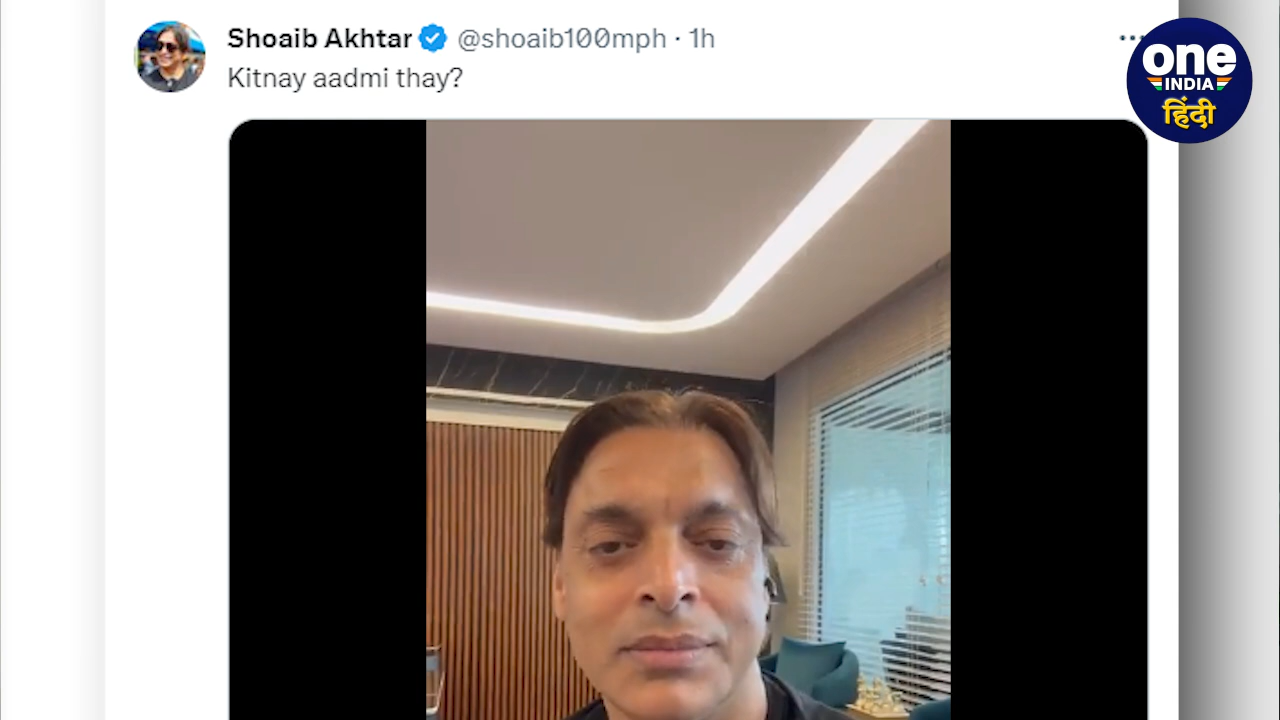 Shoaib Akhtar @shoaib100mph · 1h
Kitnay aadmi thay?
one
INDIA
हिंदी